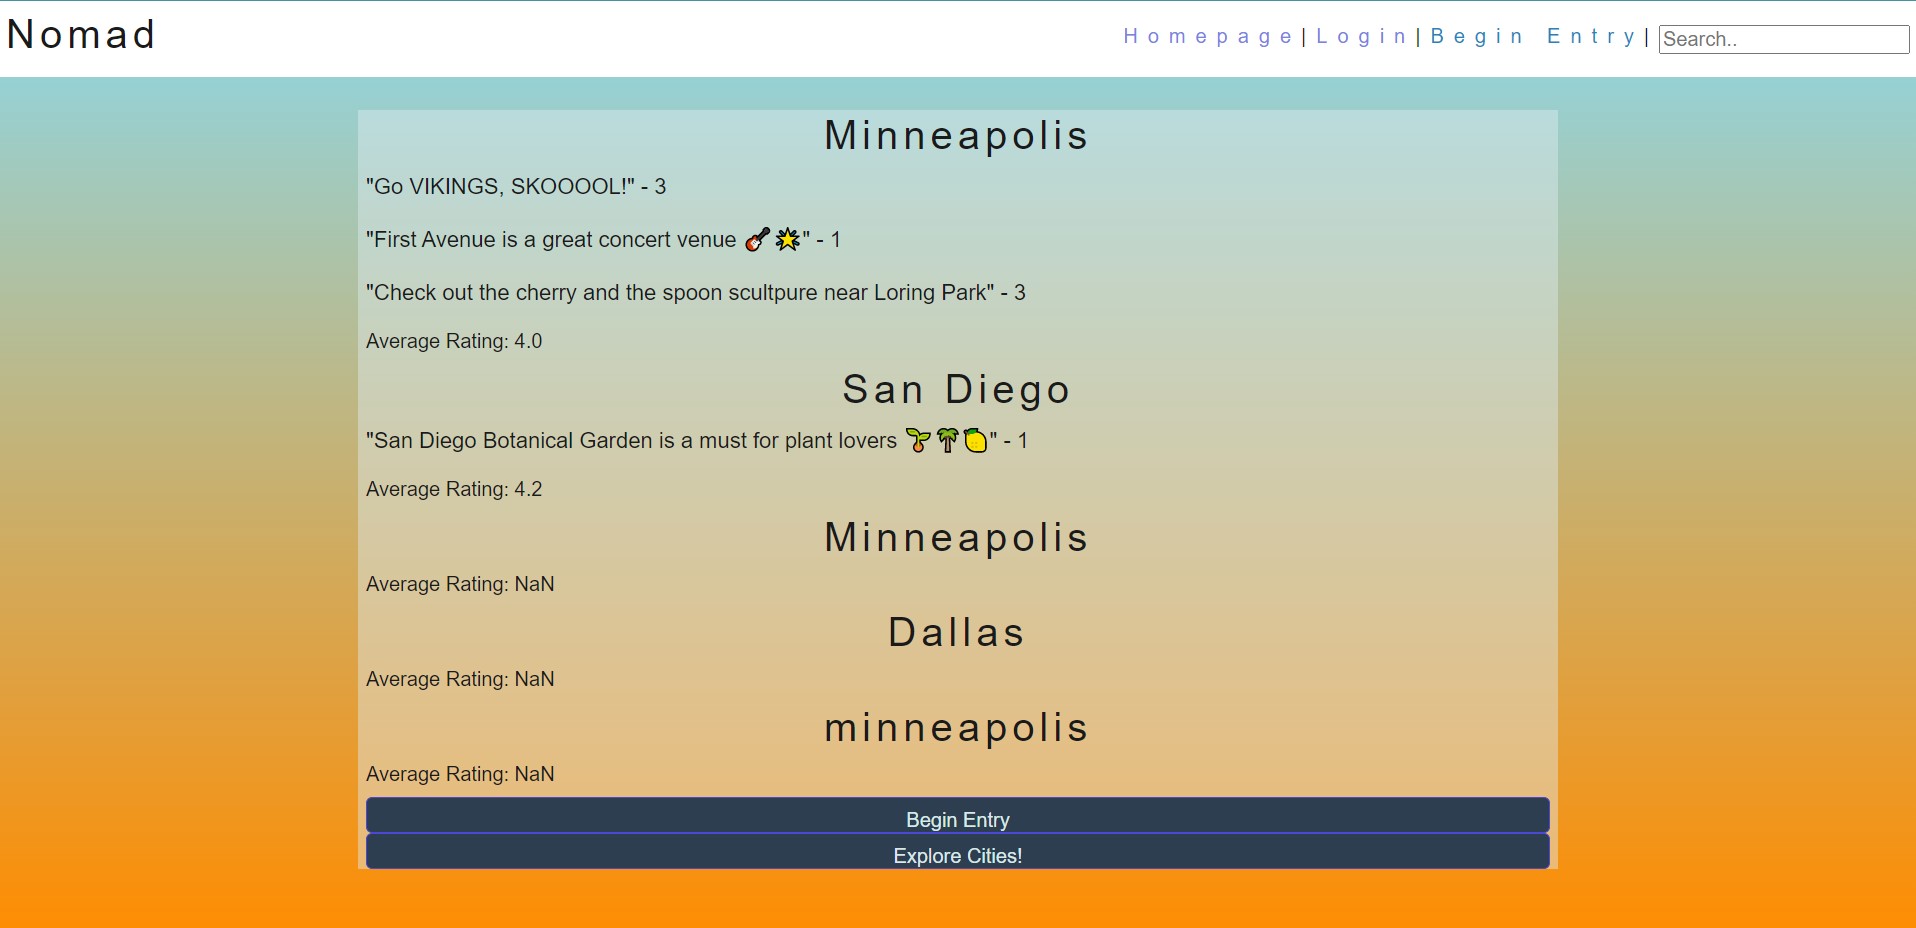 Nomad
Homepage|Login|Begin Entry| Search..
Minneapolis
"Go VIKINGS, SKOOOOL!" - 3
"First Avenue is a great concert venue 🎸🌟" - 1
"Check out the cherry and the spoon scultpure near Loring Park" - 3
Average Rating: 4.0
San Diego
"San Diego Botanical Garden is a must for plant lovers 🌱🌴🍋" - 1
Average Rating: 4.2
Minneapolis
Average Rating: NaN
Dallas
Average Rating: NaN
minneapolis
Average Rating: NaN
Begin Entry
Explore Cities!